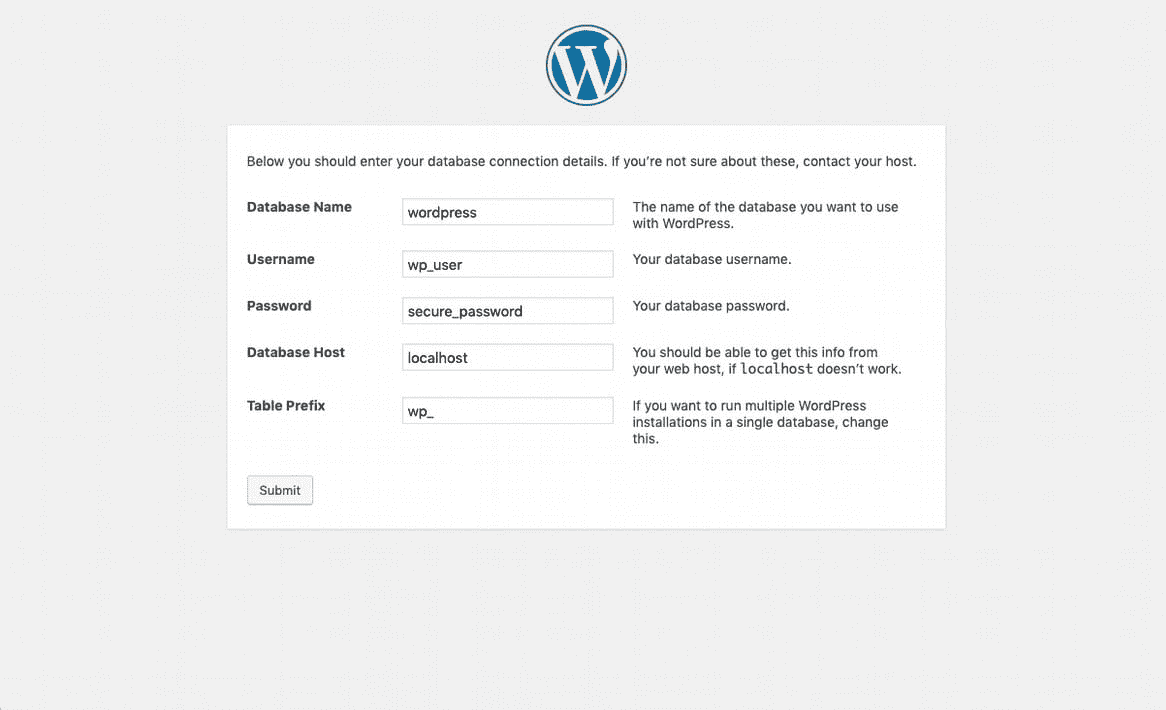 W
Below you should enter your database connection details. If you’re not sure about these, contact your host.
Database Name
wordpress
The name of the database you want to use
with WordPress.
Username
wp_user
Your database username.
Password
secure_password
Your database password.
Database Host
localhost
You should be able to get this info from
your web host, if localhost doesn’t work.
Table Prefix
wp_
If you want to run multiple WordPress
installations in a single database, change
this.
Submit